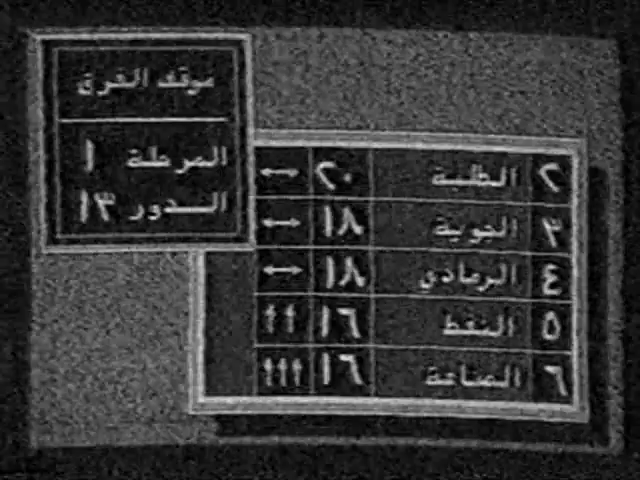 موقف الفرق
المرحلة ١
الدور ١٣
٢ الطلبة ٢٠ ↔
٣ الجوية ١٨ ↔
٤ الرمادي ١٨ ↔
٥ النفط ١٦ ↑↑
٦ الصناعة ١٦ ↑↑↑